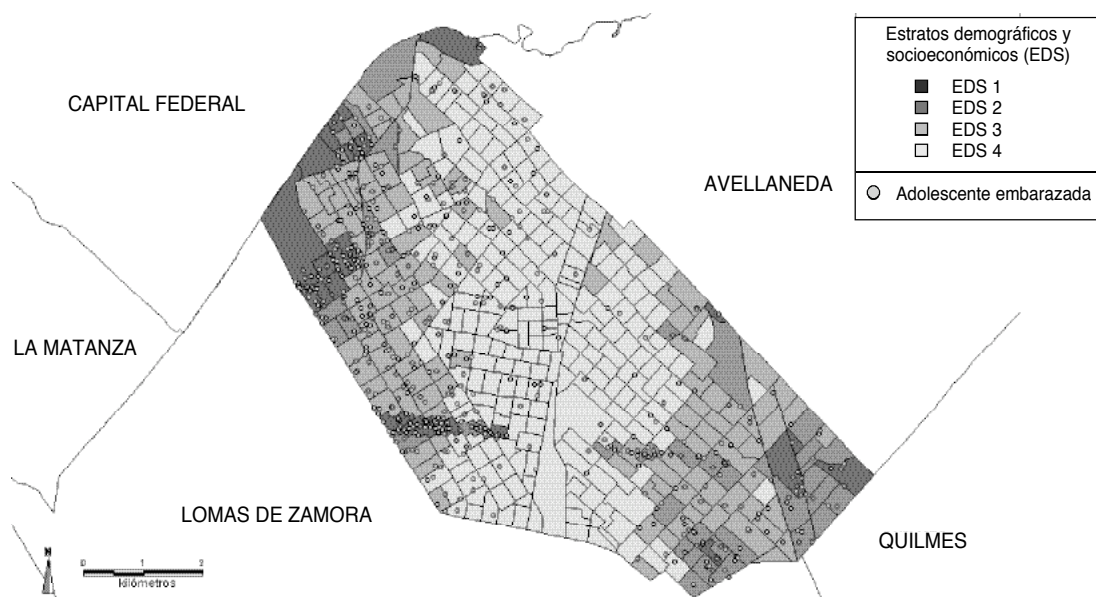 Estratos demográficos y
socioeconómicos (EDS)
EDS 1
EDS 2
EDS 3
EDS 4
Adolescente embarazada
CAPITAL FEDERAL
AVELLANEDA
LA MATANZA
LOMAS DE ZAMORA
QUILMES
N
0 1 2
kilómetros